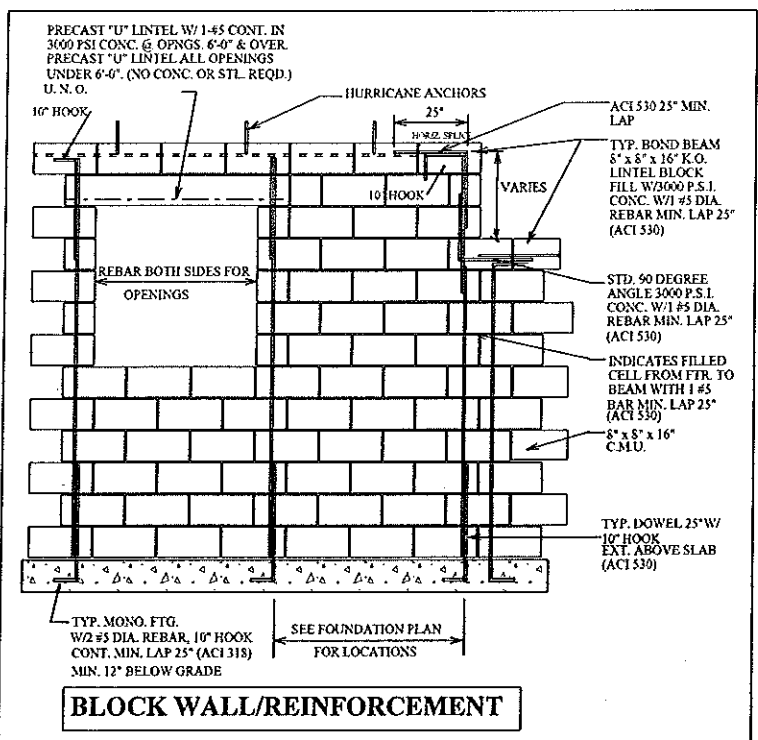 PRECAST "U" LINTEL W/ 1-#5 CONT. IN
3000 PSI CONC. @ OPNGS. 6'-0" & OVER.
PRECAST "U" LINTEL ALL OPENINGS
UNDER 6'-0". (NO CONC. OR STL. REQD.)
U. N. O.
10" HOOK
HURRICANE ANCHORS
25"
HORIZ. SPLICE
ACI 530 25" MIN.
LAP
TYP. BOND BEAM
8" x 8" x 16" K.O.
LINTEL BLOCK
FILL W/3000 P.S.I.
CONC. W/1 #5 DIA.
REBAR MIN. LAP 25"
(ACI 530)
10" HOOK
VARIES
REBAR BOTH SIDES FOR
OPENINGS
STD. 90 DEGREE
ANGLE 3000 P.S.I.
CONC. W/1 #5 DIA.
REBAR MIN. LAP 25"
(ACI 530)
INDICATES FILLED
CELL FROM FTR. TO
BEAM WITH 1 #5
BAR MIN. LAP 25"
(ACI 530)
8" x 8" x 16"
C.M.U.
TYP. DOWEL 25" W/
10" HOOK
EXT. ABOVE SLAB
(ACI 530)
TYP. MONO. FTG.
W/2 #5 DIA. REBAR, 10" HOOK
CONT. MIN. LAP 25" (ACI 318)
MIN. 12" BELOW GRADE
SEE FOUNDATION PLAN
FOR LOCATIONS
BLOCK WALL/REINFORCEMENT